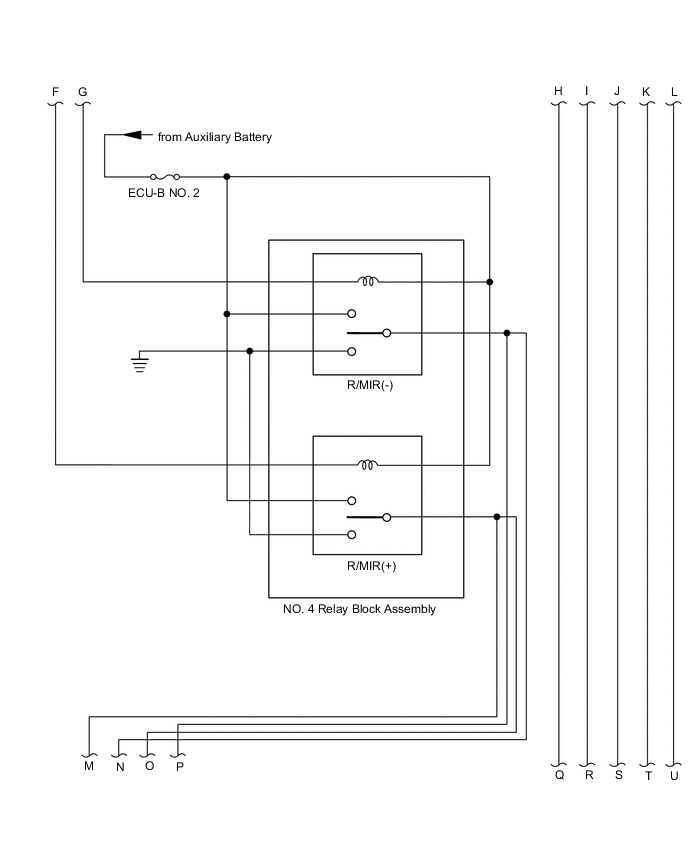 F G H I J K L
from Auxiliary Battery
ECU-B NO. 2
R/MIR(-)
R/MIR(+)
NO. 4 Relay Block Assembly
M N O P Q R S T U